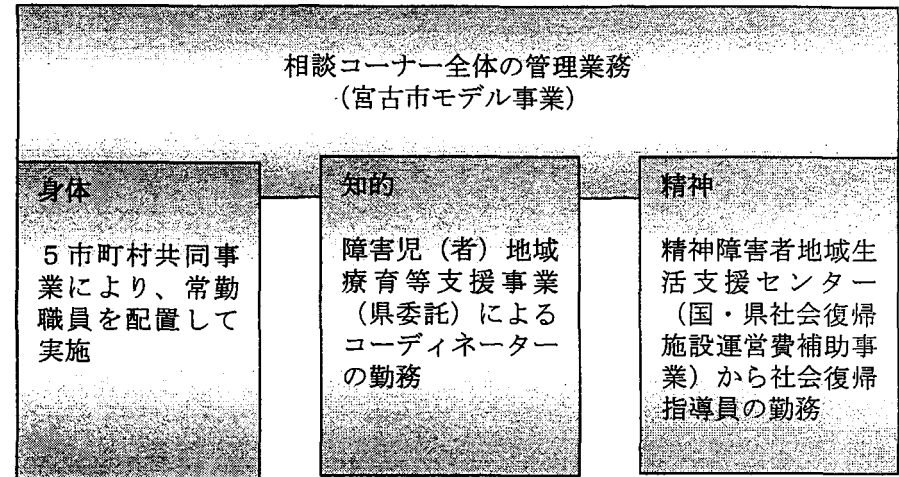 相談コーナー全体の管理業務
(宮古市モデル事業)
身体
5市町村共同事
業により、常勤
職員を配置して
実施
知的
障害児(者)地域
療育等支援事業
(県委託)による
コーディネーター
の勤務
精神
精神障害者地域生
活支援センター
(国・県社会復帰
施設運営費補助事
業)から社会復帰
指導員の勤務